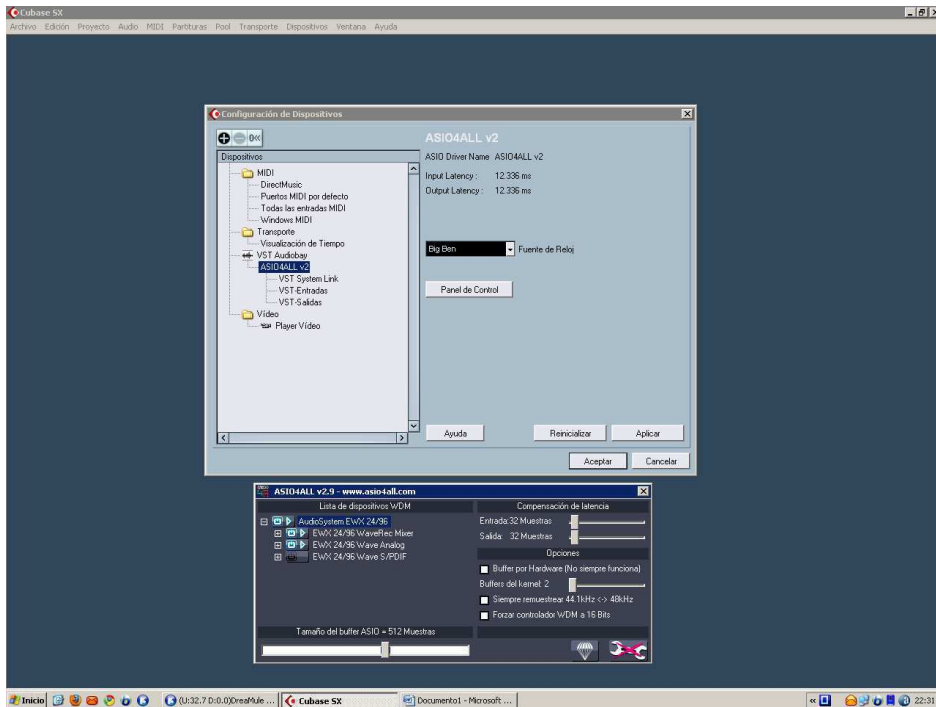 Cubase SX
Archivo Edición Proyecto Audio MIDI Partituras Pool Transporte Dispositivos Ventana Ayuda
Configuración de Dispositivos
Dispositivos
MIDI
DirectMusic
Puertos MIDI por defecto
Todas las entradas MIDI
Windows MIDI
Transporte
Visualización de Tiempo
VST Audiobay
ASIO4ALL v2
VST System Link
VST-Entradas
VST-Salidas
Vídeo
Player Vídeo
ASIO4ALL v2
ASIO Driver Name ASIO4ALL v2
Input Latency : 12.336 ms
Output Latency : 12.336 ms
Big Ben Fuente de Reloj
Panel de Control
Ayuda Reinicializar Aplicar
Aceptar Cancelar
ASIO4ALL v2.9 - www.asio4all.com
Lista de dispositivos WDM
AudioSystem EWX 24/96
EWX 24/96 WaveRec Mixer
EWX 24/96 Wave Analog
EWX 24/96 Wave S/PDIF
Tamaño del buffer ASIO = 512 Muestras
Compensación de latencia
Entrada: 32 Muestras
Salida: 32 Muestras
Opciones
Buffer por Hardware (No siempre funciona)
Buffers del kernel: 2
Siempre remuestrear 44.1kHz <-> 48kHz
Forzar controlador WDM a 16 Bits
Inicio (U:32.7 D:0.0)DreaMule ... Cubase SX Documento1 - Microsoft ... 22:31